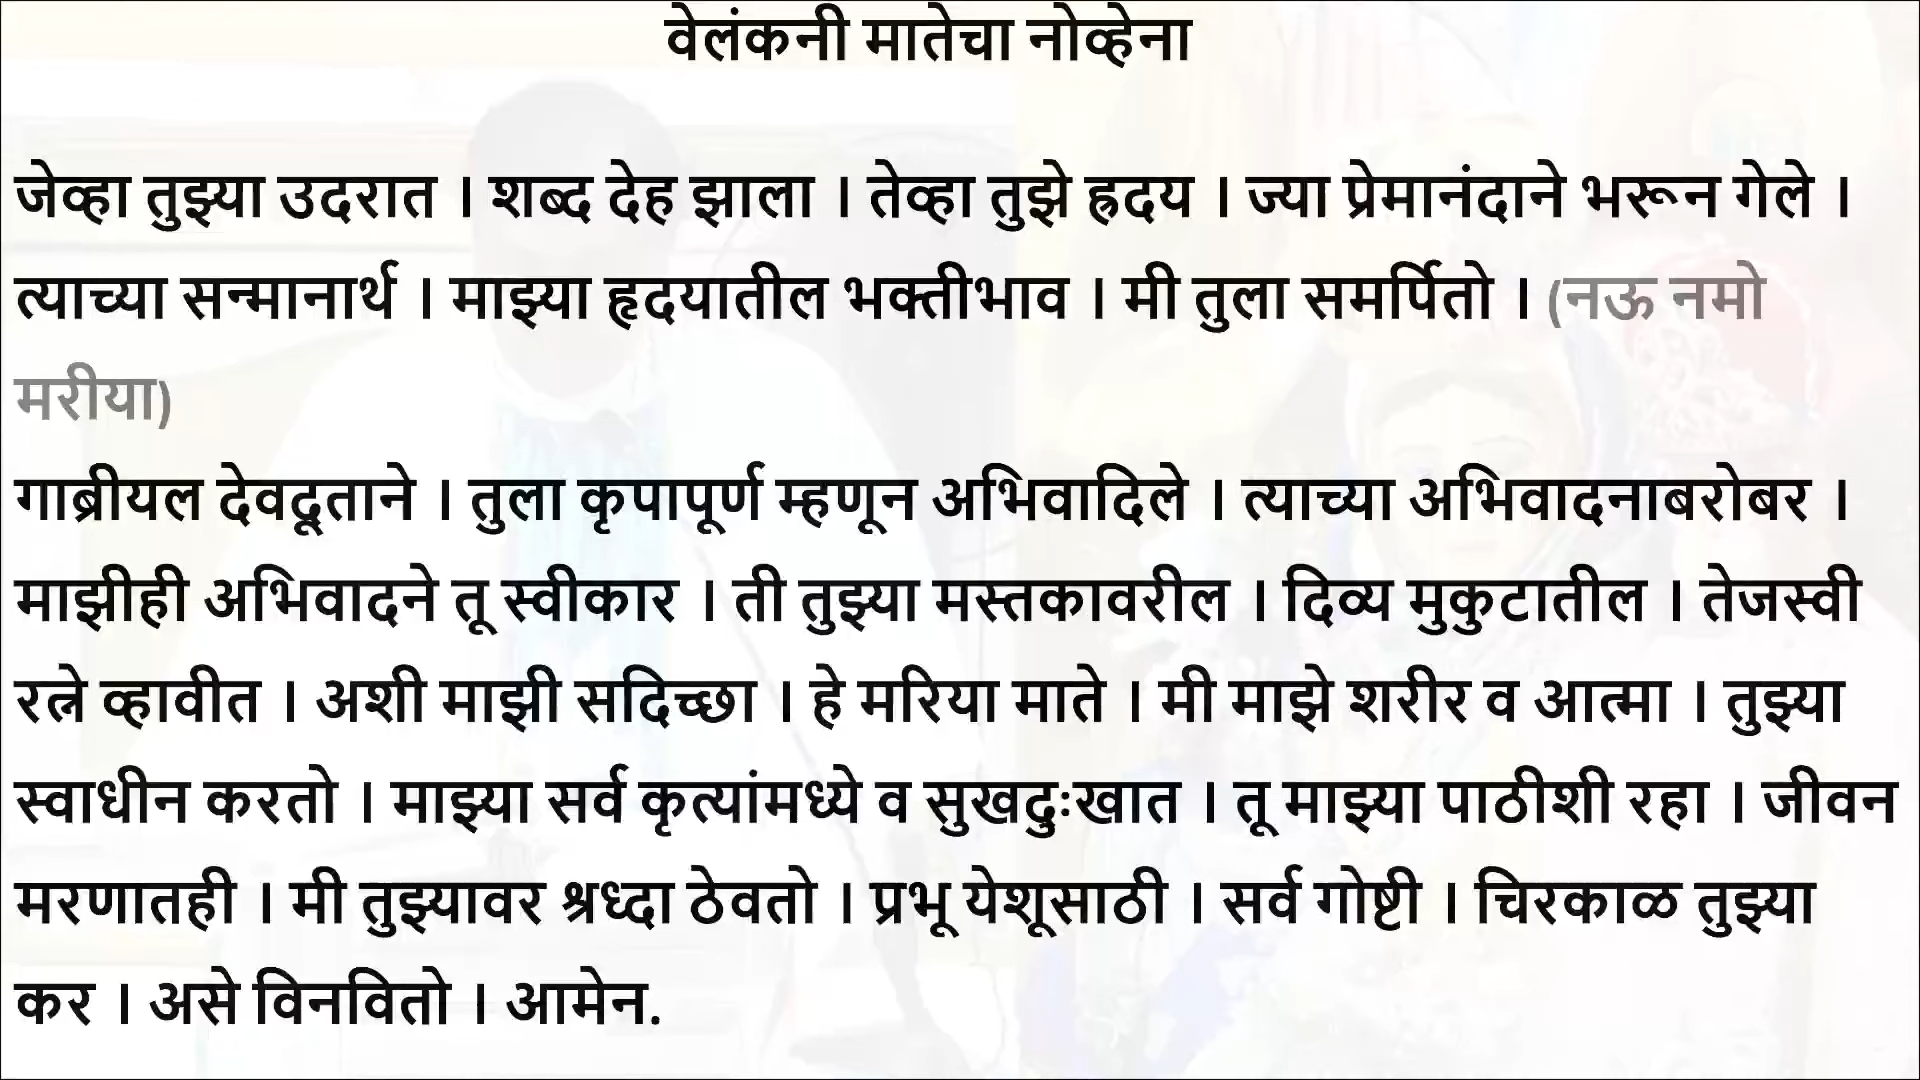 वेलंकनी मातेचा नोव्हेना
जेव्हा तुझ्या उदरात । शब्द देह झाला । तेव्हा तुझे ह्रदय । ज्या प्रेमानंदाने भरून गेले ।
त्याच्या सन्मानार्थ । माझ्या हृदयातील भक्तीभाव । मी तुला समर्पितो । (नऊ नमो
मरीया)
गाब्रीयल देवदूताने । तुला कृपापूर्ण म्हणून अभिवादिले । त्याच्या अभिवादनाबरोबर ।
माझीही अभिवादने तू स्वीकार । ती तुझ्या मस्तकावरील । दिव्य मुकुटातील । तेजस्वी
रत्ने व्हावीत । अशी माझी सदिच्छा । हे मरिया माते । मी माझे शरीर व आत्मा । तुझ्या
स्वाधीन करतो । माझ्या सर्व कृत्यांमध्ये व सुखदुःखात । तू माझ्या पाठीशी रहा । जीवन
मरणातही । मी तुझ्यावर श्रध्दा ठेवतो । प्रभू येशूसाठी । सर्व गोष्टी । चिरकाळ तुझ्या
कर । असे विनवितो । आमेन.